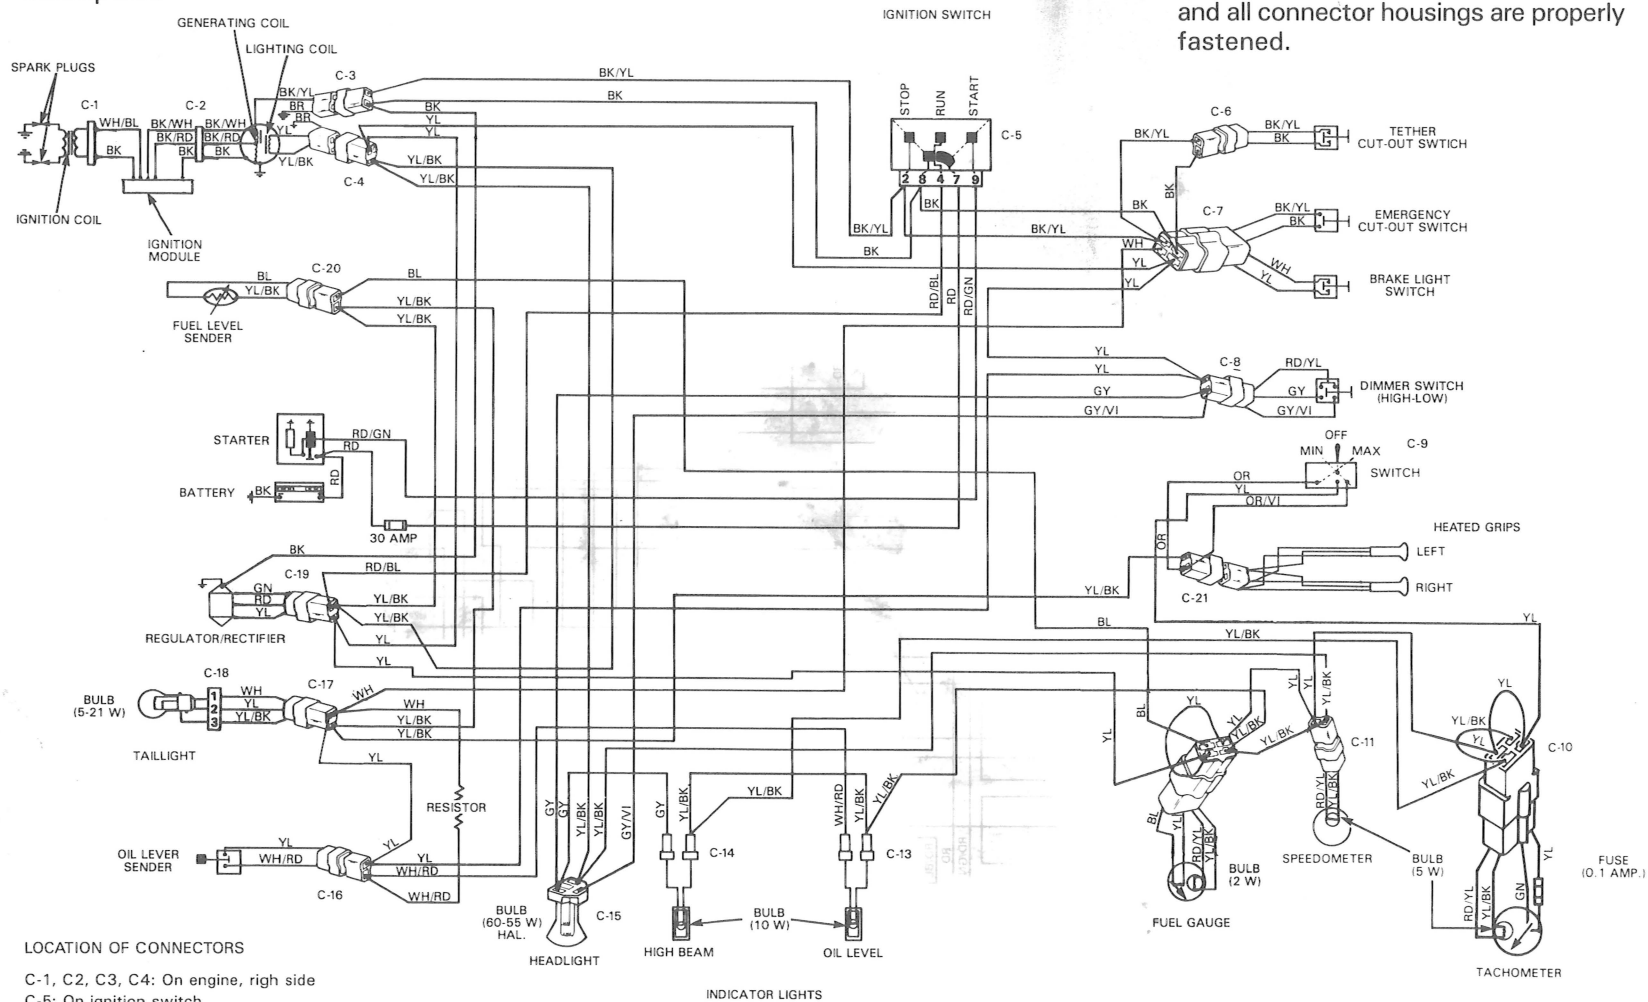 IGNITION SWITCH
and all connector housings are properly
fastened.
GENERATING COIL
LIGHTING COIL
SPARK PLUGS
C-1
C-2
C-3
WH/BL
BK
BK/WH
BK/RD
BK
BK/WH
BK/RD
BK
BK/YL
BR
BR
YL
YL/BK
C-4
BK/YL
BK
BK
YL
YL
YL/BK
YL/BK
IGNITION COIL
IGNITION
MODULE
STOP
RUN
START
C-5
2 8 4 7 9
BK
BK/YL
BK
BK/YL
RD/BL
RD
RD/GN
C-6
BK/YL
BK/YL
BK
TETHER
CUT-OUT SWTICH
BK
BK
C-7
BK/YL
BK
EMERGENCY
CUT-OUT SWITCH
WH
YL
YL
WH
YL
BRAKE LIGHT
SWITCH
C-20
BL
YL/BK
BL
YL/BK
YL/BK
FUEL LEVEL
SENDER
YL
YL
GY
GY/VI
C-8
RD/YL
GY
GY/VI
DIMMER SWITCH
(HIGH-LOW)
STARTER
RD/GN
RD
RD
BATTERY
BK
30 AMP
OFF
MIN
MAX
C-9
SWITCH
OR
YL
OR/VI
OR
HEATED GRIPS
LEFT
RIGHT
C-21
YL/BK
BK
C-19
RD/BL
GN
RD
YL
YL/BK
YL/BK
YL
YL
REGULATOR/RECTIFIER
BL
YL/BK
YL
C-18
C-17
BULB
(5-21 W)
1
2
3
WH
YL
YL/BK
WH
WH
YL/BK
YL/BK
YL
TAILLIGHT
RESISTOR
OIL LEVER
SENDER
YL
WH/RD
YL
YL
WH/RD
WH/RD
C-16
GY
GY
YL/BK
YL/BK
GY/VI
GY
YL/BK
YL/BK
C-14
WH/RD
YL/BK
YL/BK
C-13
BULB
(60-55 W)
HAL.
C-15
HEADLIGHT
HIGH BEAM
BULB
(10 W)
OIL LEVEL
INDICATOR LIGHTS
YL
BL
YL
YL
YL/BK
YL/BK
YL
YL
YL/BK
BL
YL
RD/YL
YL/BK
BULB
(2 W)
FUEL GAUGE
C-11
RD/YL
YL/BK
SPEEDOMETER
BULB
(5 W)
YL
YL/BK
YL
YL/BK
C-10
RD/YL
YL/BK
GN
YL
FUSE
(0.1 AMP.)
TACHOMETER
LOCATION OF CONNECTORS
C-1, C2, C3, C4: On engine, righ side
C-5: On ignition switch